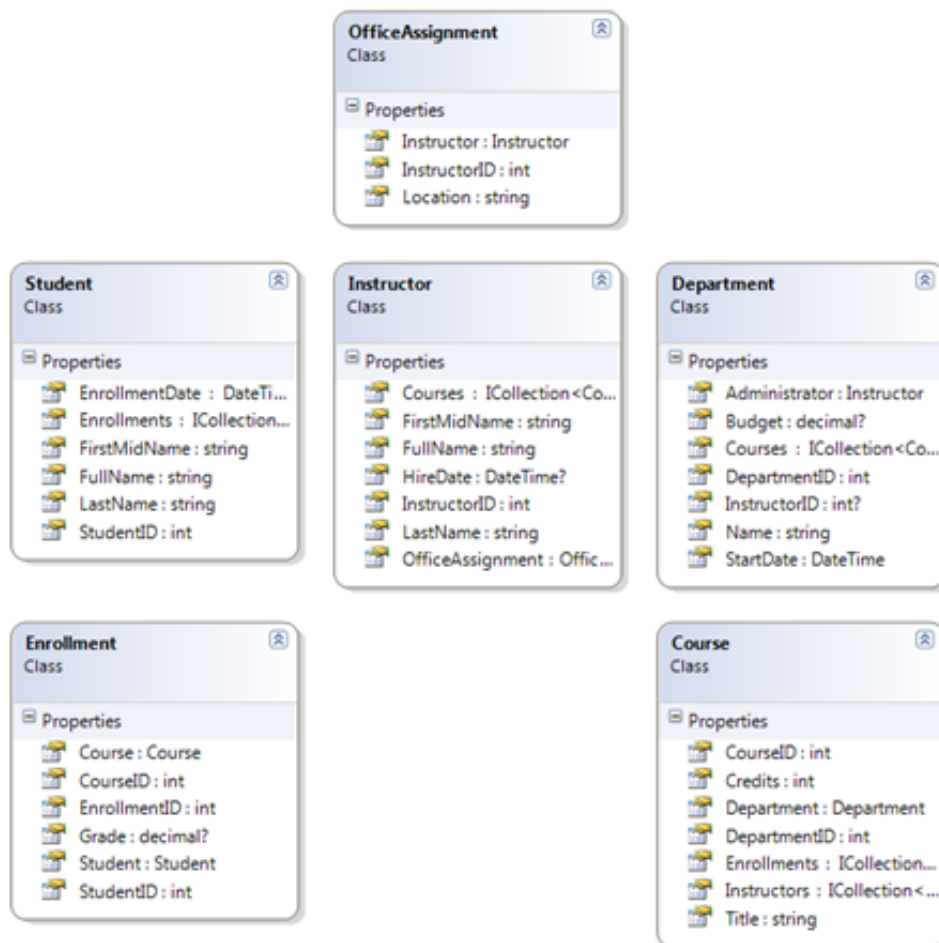 OfficeAssignment
Class
Properties
Instructor : Instructor
InstructorID : int
Location : string
Student
Class
Properties
EnrollmentDate : DateTi...
Enrollments : ICollection...
FirstMidName : string
FullName : string
LastName : string
StudentID : int
Instructor
Class
Properties
Courses : ICollection<Co...
FirstMidName : string
FullName : string
HireDate : DateTime?
InstructorID : int
LastName : string
OfficeAssignment : Offic...
Department
Class
Properties
Administrator : Instructor
Budget : decimal?
Courses : ICollection<Co...
DepartmentID : int
InstructorID : int?
Name : string
StartDate : DateTime
Enrollment
Class
Properties
Course : Course
CourseID : int
EnrollmentID : int
Grade : decimal?
Student : Student
StudentID : int
Course
Class
Properties
CourseID : int
Credits : int
Department : Department
DepartmentID : int
Enrollments : ICollection...
Instructors : ICollection<...
Title : string